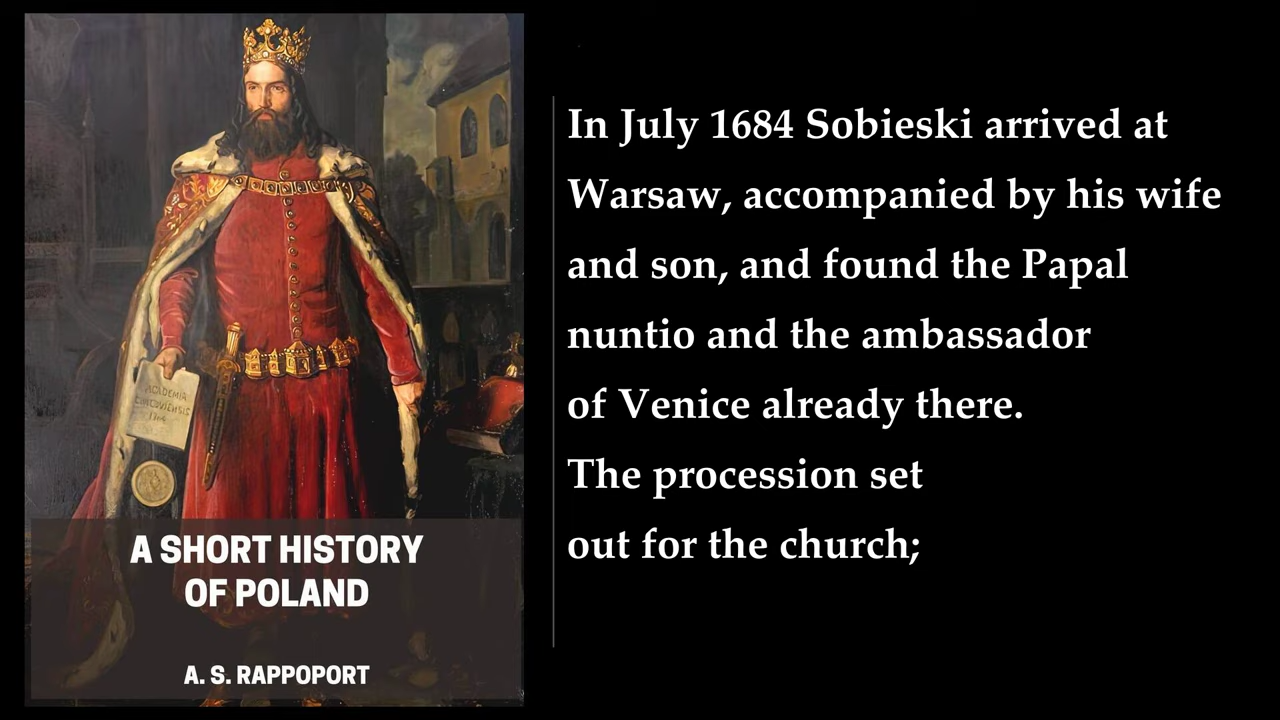 ACADEMIA
A SHORT HISTORY
OF POLAND
A. S. RAPPOPORT
In July 1684 Sobieski arrived at
Warsaw, accompanied by his wife
and son, and found the Papal
nuntio and the ambassador
of Venice already there.
The procession set
out for the church;